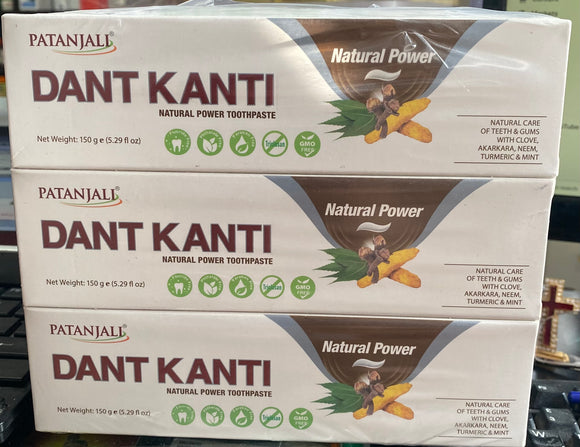 PATANJALI®
DANT KANTI
NATURAL POWER TOOTHPASTE
Net Weight: 150 g e (5.29 fl oz)
GMO
FREE
Natural Power
NATURAL CARE
OF TEETH & GUMS
WITH CLOVE,
AKARKARA, NEEM,
TURMERIC & MINT
PATANJALI®
DANT KANTI
NATURAL POWER TOOTHPASTE
Net Weight: 150 g e (5.29 fl oz)
GMO
FREE
Natural Power
NATURAL CARE
OF TEETH & GUMS
WITH CLOVE,
AKARKARA, NEEM,
TURMERIC & MINT
PATANJALI®
DANT KANTI
NATURAL POWER TOOTHPASTE
Net Weight: 150 g e (5.29 fl oz)
GMO
FREE
Natural Power
NATURAL CARE
OF TEETH & GUMS
WITH CLOVE,
AKARKARA, NEEM,
TURMERIC & MINT